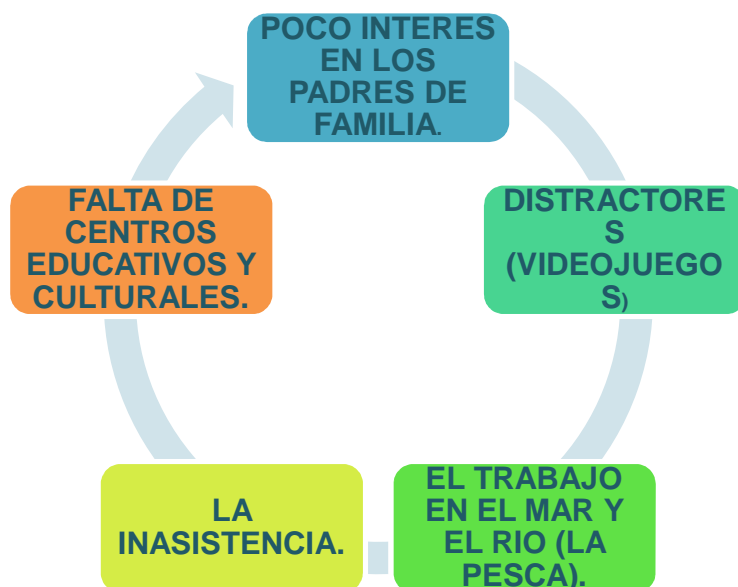 POCO INTERES
EN LOS
PADRES DE
FAMILIA.
DISTRACTORE
S
(VIDEOJUEGO
S)
EL TRABAJO
EN EL MAR Y
EL RIO (LA
PESCA).
LA
INASISTENCIA.
FALTA DE
CENTROS
EDUCATIVOS Y
CULTURALES.